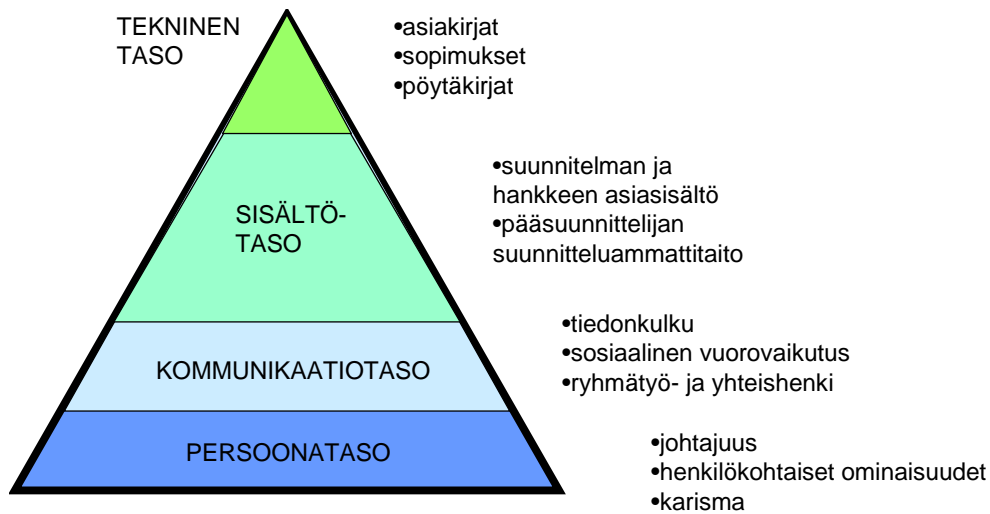 TEKNINEN
TASO
•asiakirjat
•sopimukset
•pöytäkirjat
SISÄLTÖ-
TASO
•suunnitelman ja
hankkeen asiasisältö
•pääsuunnittelijan
suunnitteluammattitaito
KOMMUNIKAATIOTASO
•tiedonkulku
•sosiaalinen vuorovaikutus
•ryhmätyö- ja yhteishenki
PERSOONATASO
•johtajuus
•henkilökohtaiset ominaisuudet
•karisma